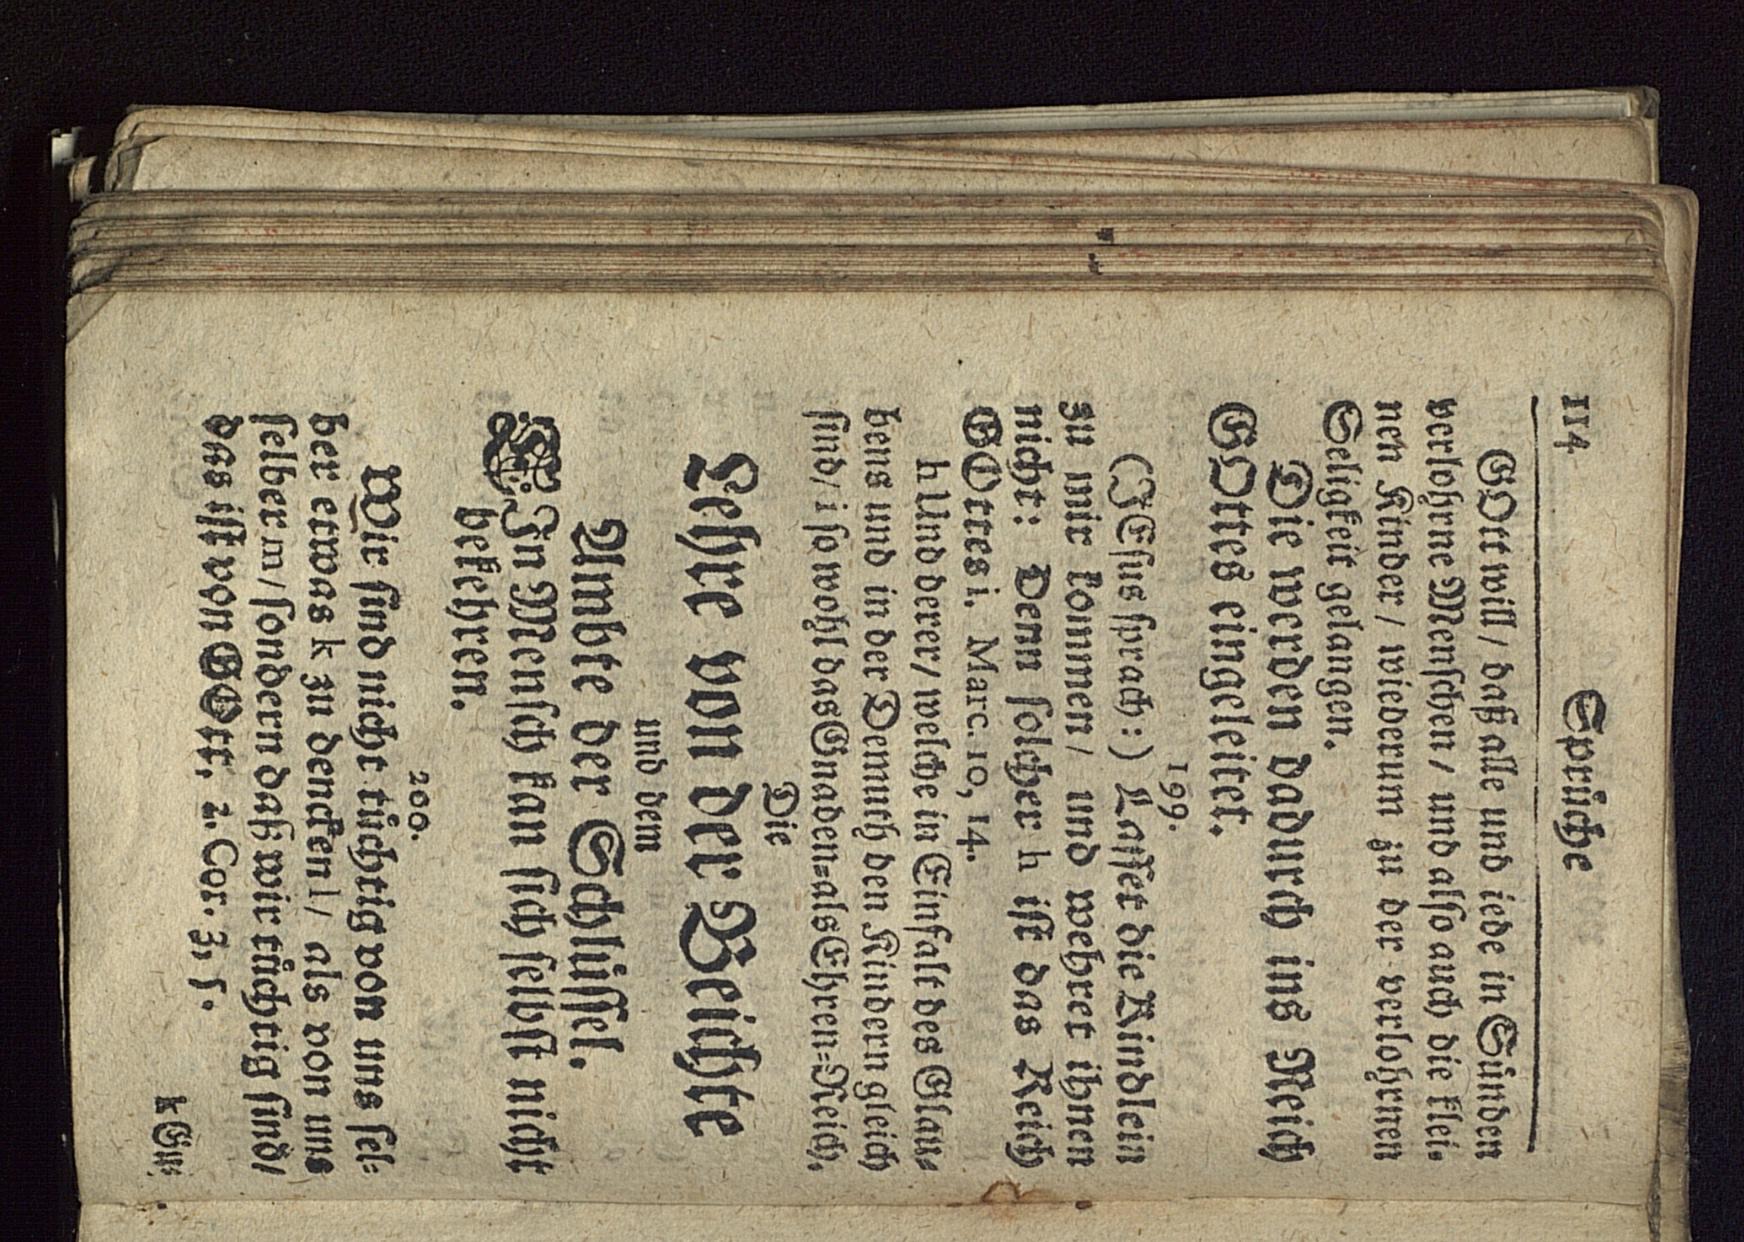 114 Sprüche
GOtt will/ daß alle und iede in Sünden
verlohrne Menschen/ und also auch die klei-
nen Kinder/ wiederum zu der verlohrnen
Seligkeit gelangen.
Die werden dadurch ins Reich
GOttes eingeleitet.
199.
(JEsus sprach:) Lasset die Kindlein
zu mir kommen/ und wehret ihnen
nicht: Denn solcher h ist das Reich
GOttes i. Marc. 10, 14.
h Und derer/ welche in Einfalt des Glau-
bens und in der Demuth den Kindern gleich
sind/ i so wohl das Gnaden-als Ehren-Reich.
Die
Lehre von der Beichte
und dem
Ambte der Schlüssel.
Ein Mensch kan sich selbst nicht
bekehren.
200.
Wir sind nicht tüchtig von uns sel-
ber etwas k zu dencken l/ als von uns
selber m/ sondern daß wir tüchtig sind/
das ist von GOtt, 2. Cor. 3, 5.